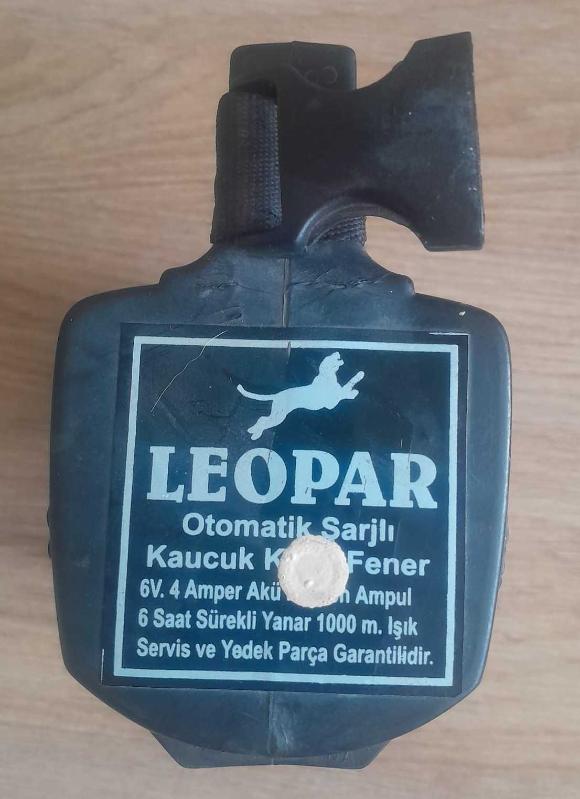 LEOPAR
Otomatik Sarjlı
Kaucuk Fener
6V. 4 Amper Akü Ampul
6 Saat Sürekli Yanar 1000 m. Işık
Servis ve Yedek Parça Garantilidir.